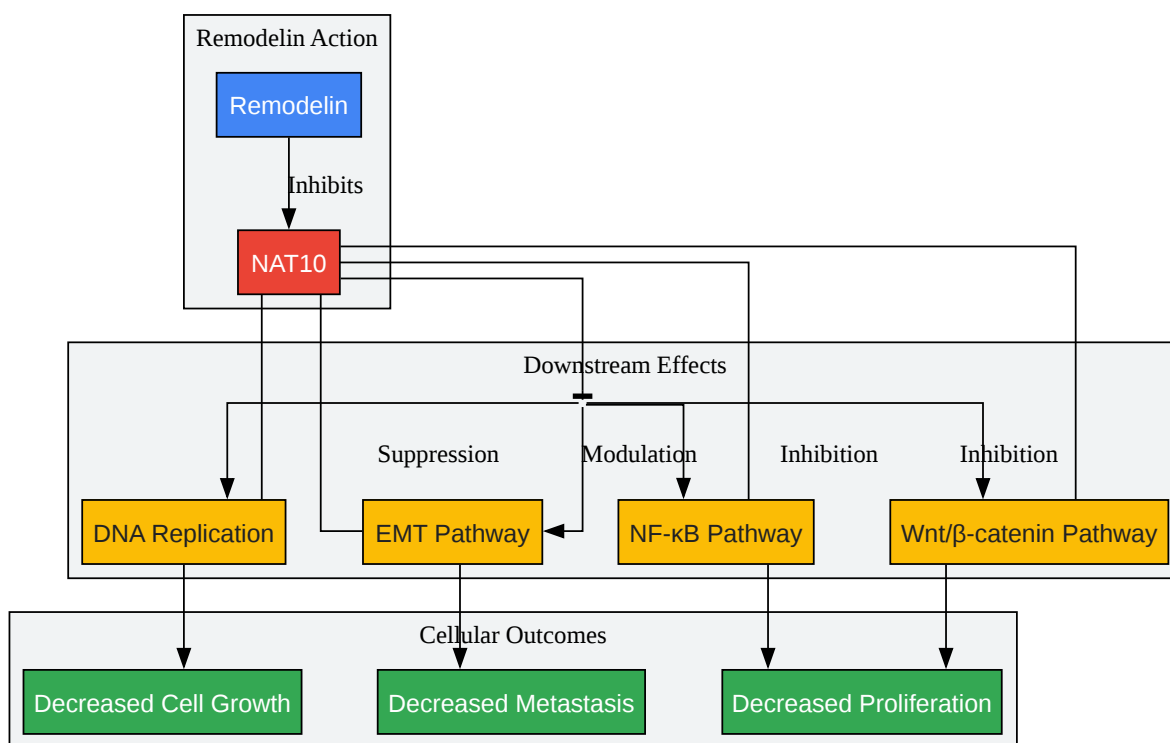 Remodelin Action
Remodelin
Inhibits
NAT10
Downstream Effects
Suppression
Modulation
Inhibition
Inhibition
DNA Replication
EMT Pathway
NF-κB Pathway
Wnt/β-catenin Pathway
Cellular Outcomes
Decreased Cell Growth
Decreased Metastasis
Decreased Proliferation